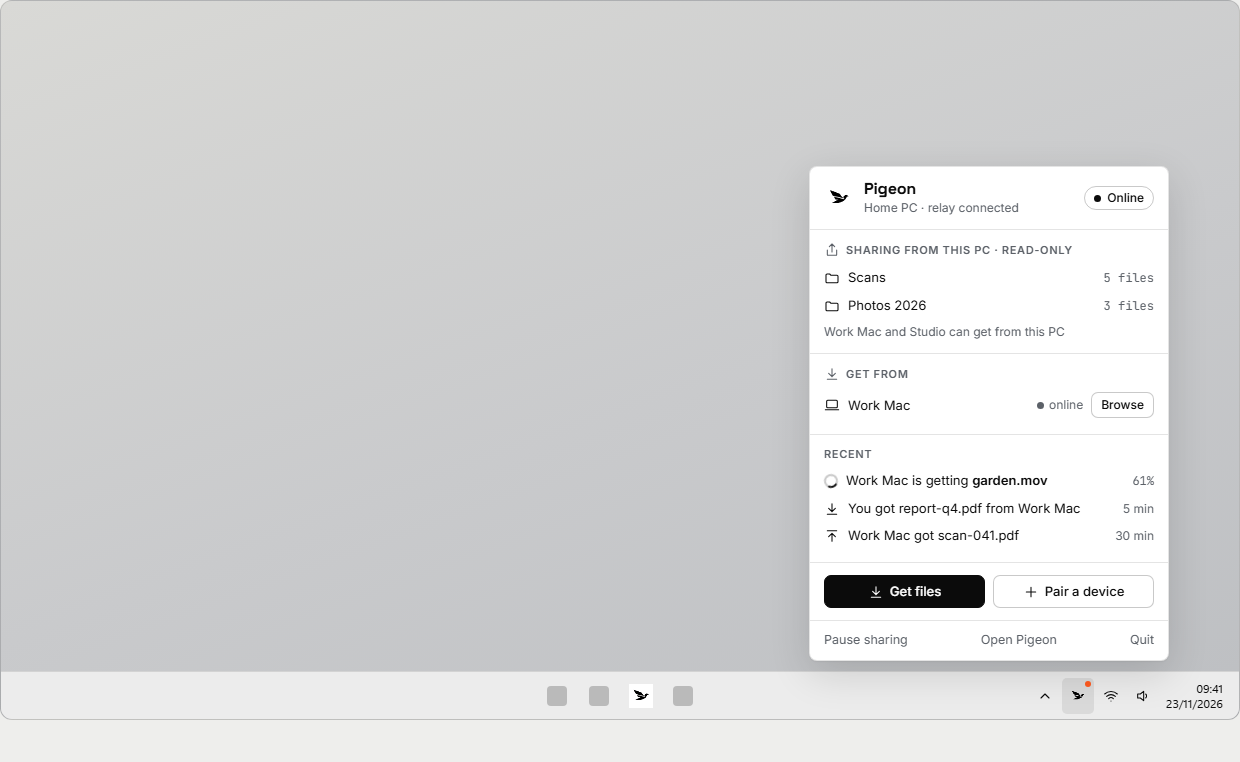 Pigeon
Home PC · relay connected
Online
SHARING FROM THIS PC · READ-ONLY
Scans 5 files
Photos 2026 3 files
Work Mac and Studio can get from this PC
GET FROM
Work Mac online Browse
RECENT
Work Mac is getting garden.mov 61%
You got report-q4.pdf from Work Mac 5 min
Work Mac got scan-041.pdf 30 min
Get files Pair a device
Pause sharing Open Pigeon Quit
09:41
23/11/2026